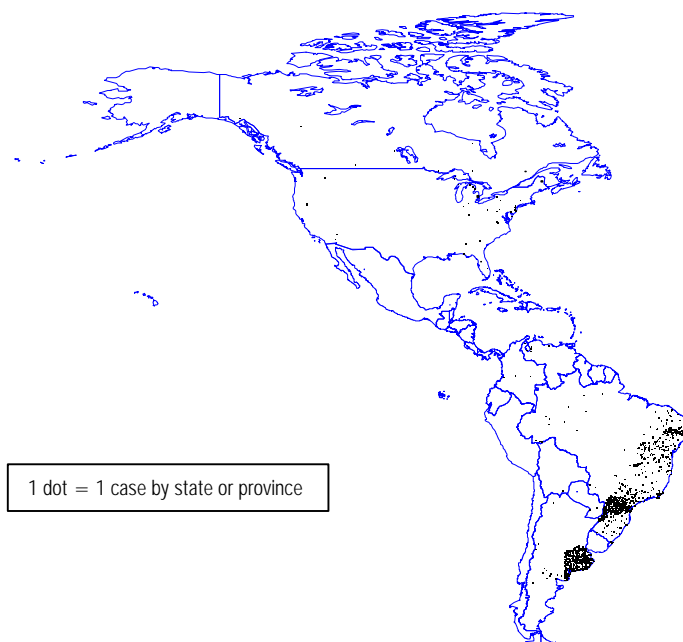 1 dot = 1 case by state or province